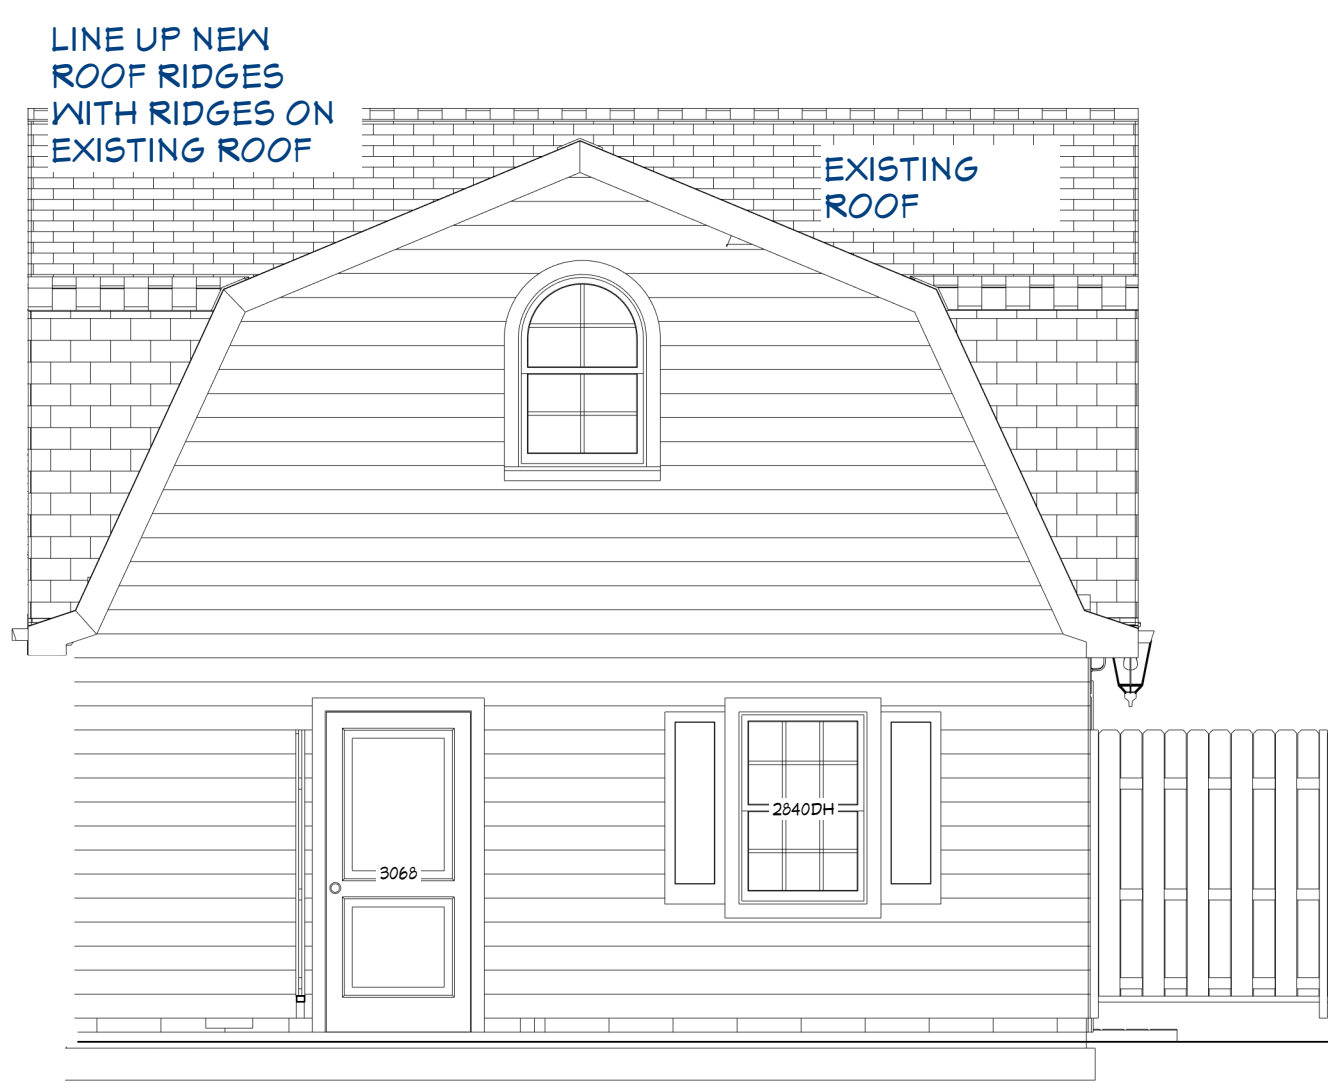 LINE UP NEW
ROOF RIDGES
WITH RIDGES ON
EXISTING ROOF
EXISTING
ROOF
2840DH
3068